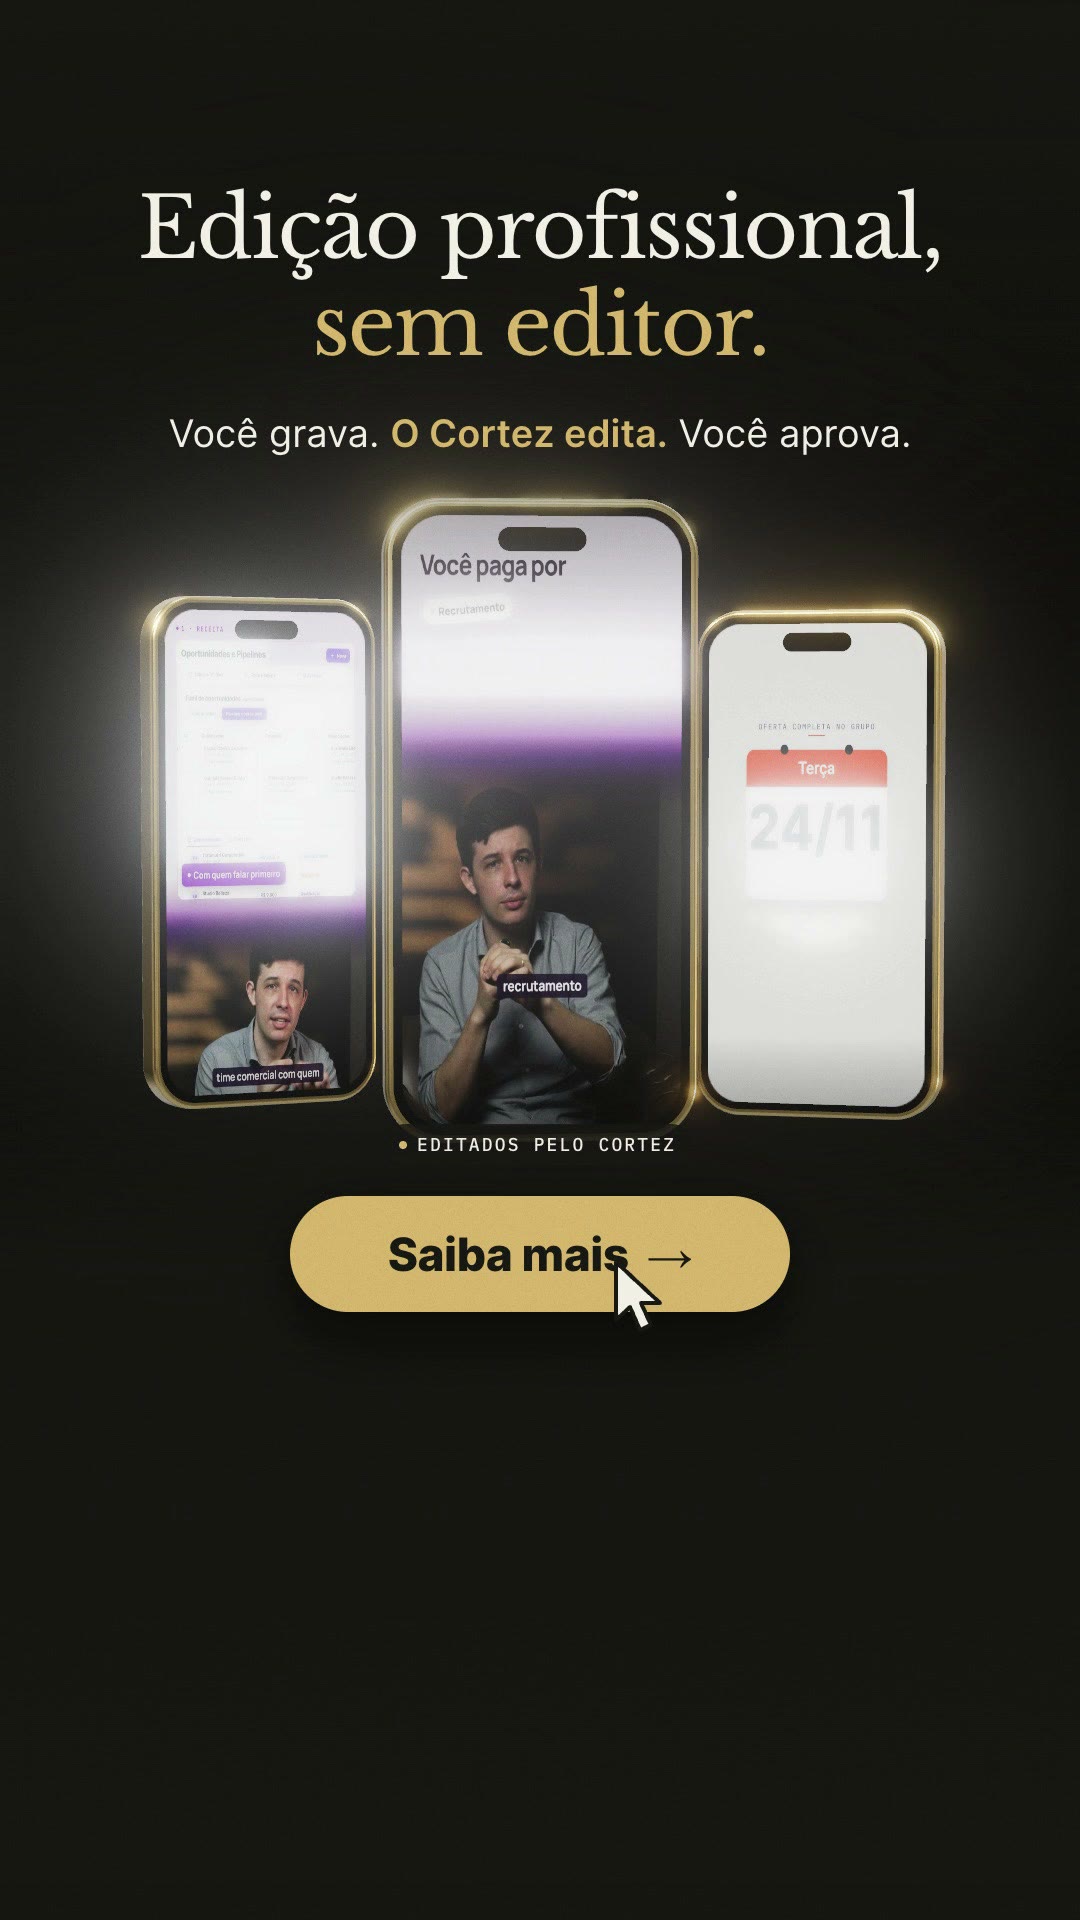 Edição profissional,
sem editor.
Você grava. O Cortez edita. Você aprova.
Você paga por
Recrutamento
recrutamento
Oportunidades e Pipelines
+ Com quem falar primeiro
time comercial com quem
OFERTA COMPLETA NO GRUPO
Terça
24/11
• EDITADOS PELO CORTEZ
Saiba mais →